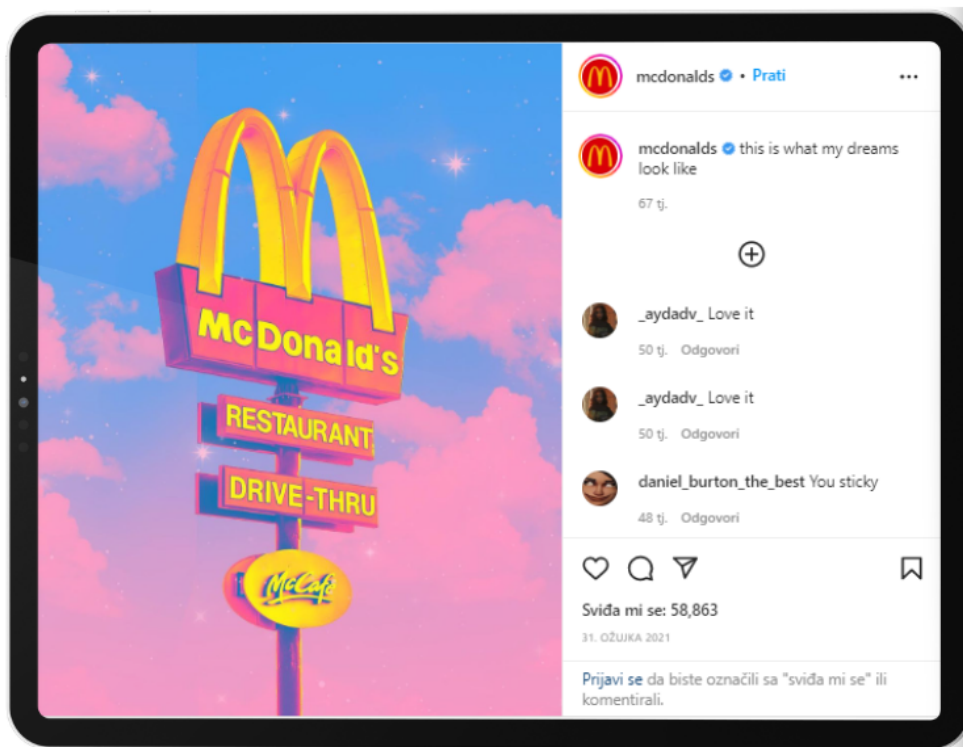 McDonald's
RESTAURANT
DRIVE-THRU
McCafé
mcdonalds • Prati
mcdonalds this is what my dreams
look like
67 tj.
_aydadv_ Love it
50 tj. Odgovori
_aydadv_ Love it
50 tj. Odgovori
daniel_burton_the_best You sticky
48 tj. Odgovori
Sviđa mi se: 58,863
31. OŽUJKA 2021
Prijavi se da biste označili sa "sviđa mi se" ili
komentirali.